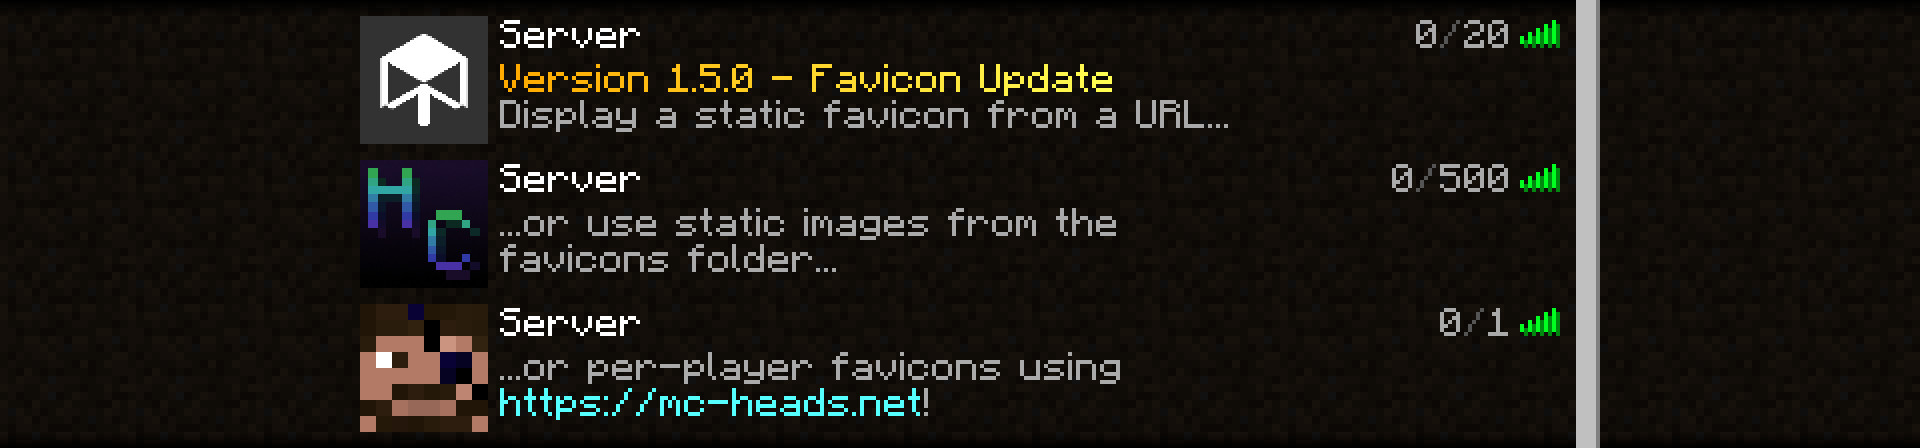 Server 0/20
Version 1.5.0 - Favicon Update
Display a static favicon from a URL...
HC
Server 0/500
...or use static images from the
favicons folder...
Server 0/1
...or per-player favicons using
https://mc-heads.net!